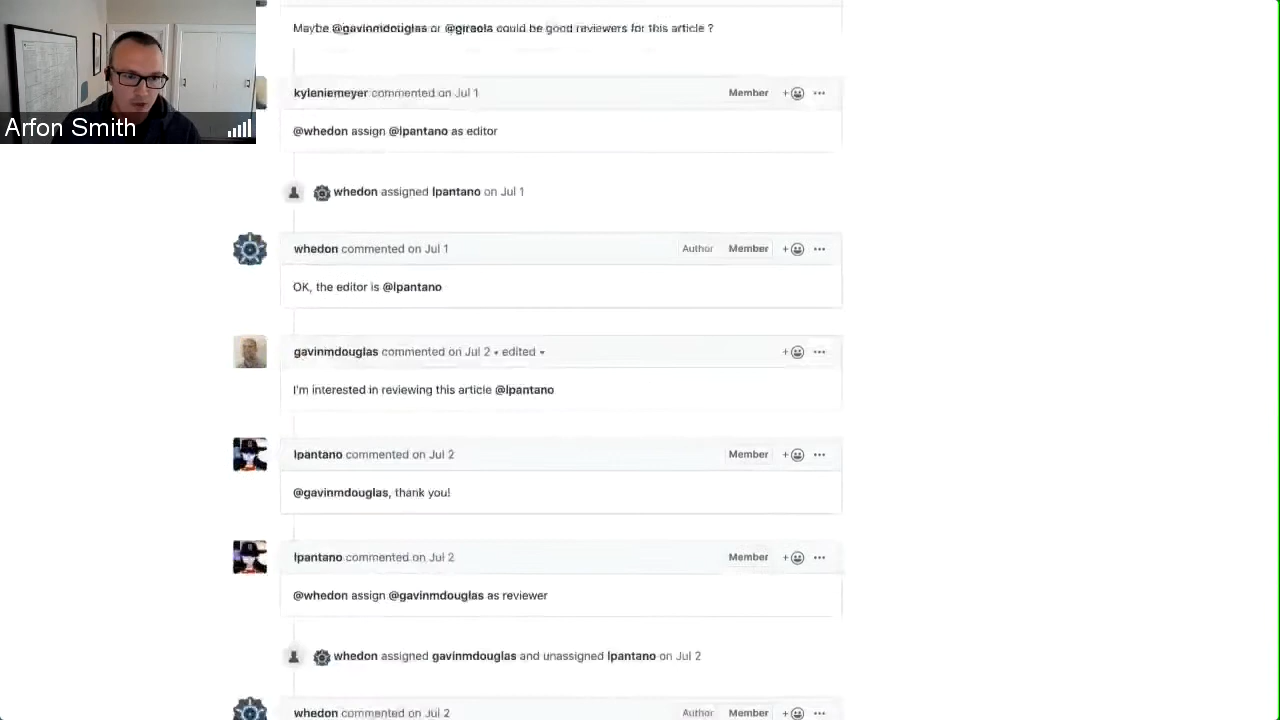 Maybe @gavinmdouglas or could be good reviewers for this article ?
kyleniemeyer commented on Jul 1
Member
@whedon assign @lpantano as editor
Arfon Smith
whedon assigned lpantano on Jul 1
whedon commented on Jul 1
Author Member
OK, the editor is @lpantano
gavinmdouglas commented on Jul 2 • edited
I'm interested in reviewing this article @lpantano
lpantano commented on Jul 2
Member
@gavinmdouglas, thank you!
lpantano commented on Jul 2
Member
@whedon assign @gavinmdouglas as reviewer
whedon assigned gavinmdouglas and unassigned lpantano on Jul 2
whedon commented on Jul 2
Author Member